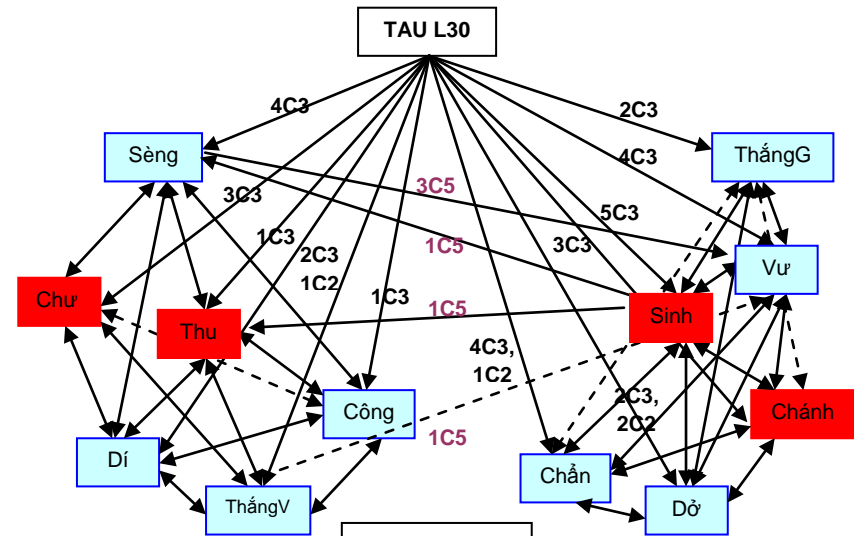 TAU L30
4C3
2C3
Sèng
ThắngG
4C3
3C5
3C3
5C3
1C3
2C3
1C2
1C5
3C3
Vư
Chư
1C3
1C5
Sinh
Thu
4C3,
1C2
2C3,
2C2
Chánh
Công
1C5
Dí
Chẩn
ThắngV
Dở